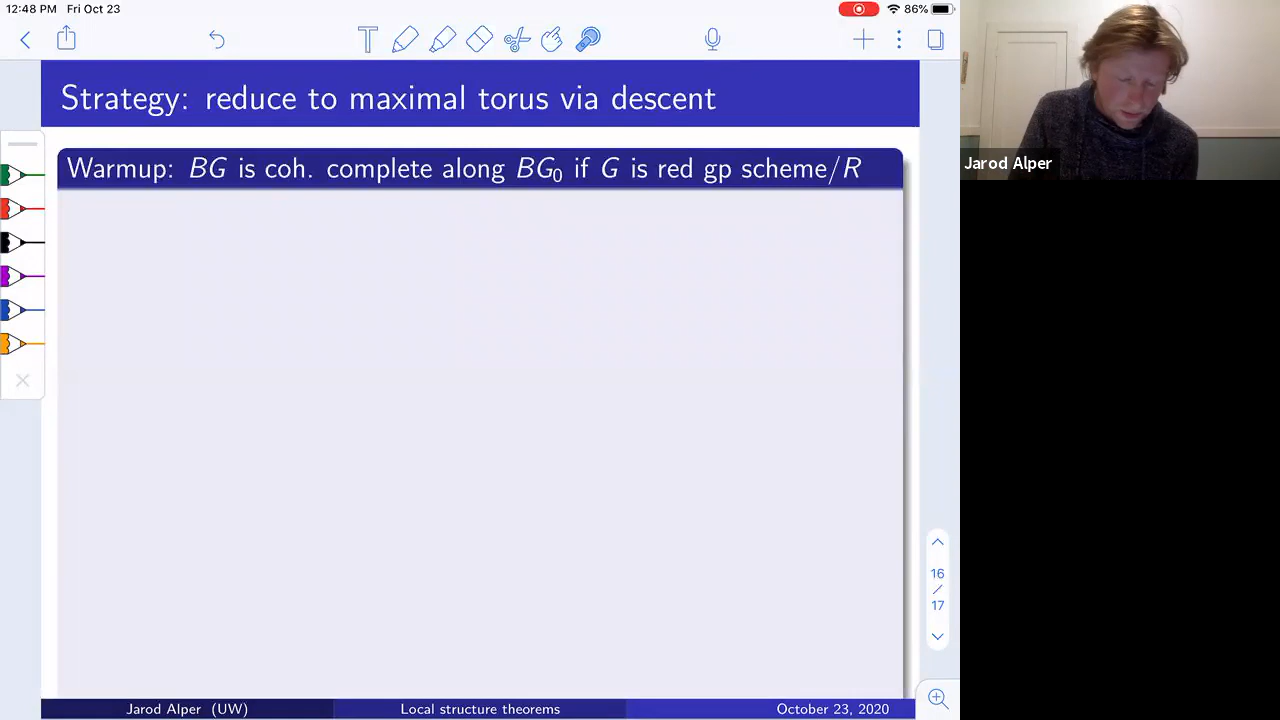 12:48 PM Fri Oct 23
86%
Strategy: reduce to maximal torus via descent
Warmup: BG is coh. complete along BG₀ if G is red gp scheme/R
Jarod Alper
16
/
17
Jarod Alper (UW)
Local structure theorems
October 23, 2020